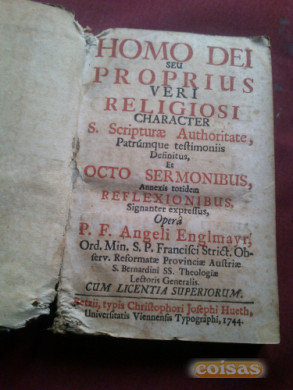 HOMO DEI
SEU
PROPRIUS
VERI
RELIGIOSI
CHARACTER
S. Scripturæ Authoritate,
Patrúmque testimoniis
Definitus,
Et
OCTO SERMONIBUS,
Annexis totidem
REFLEXIONIBUS,
Signanter expressus,
Operâ
P. F. Angeli Englmayr,
Ord. Min. S. P. Francisci Strict. Ob-
serv. Reformatæ Provinciæ Austriæ
S. Bernardini SS. Theologiæ
Lectoris Generalis.
CUM LICENTIA SUPERIORUM.
typis Christophori Josephi Hueth,
Universitatis Viennensis Typographi, 1744.
coisas